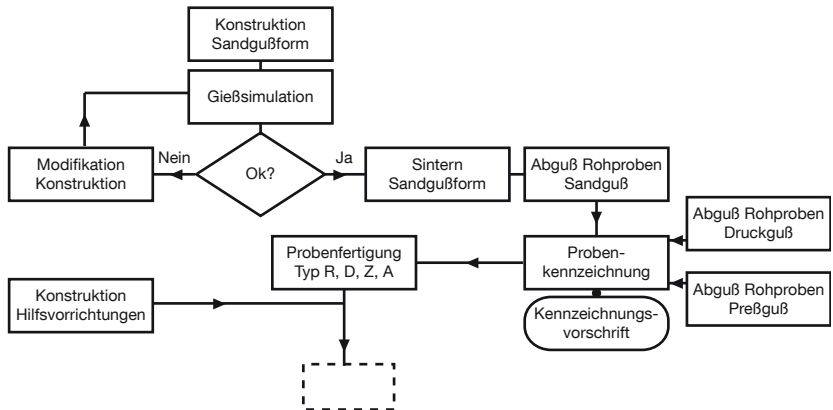 Konstruktion
Sandgußform
Gießsimulation
Modifikation
Konstruktion
Nein
Ok?
Ja
Sintern
Sandgußform
Abguß Rohproben
Sandguß
Abguß Rohproben
Druckguß
Probenfertigung
Typ R, D, Z, A
Proben-
kennzeichnung
Konstruktion
Hilfsvorrichtungen
Abguß Rohproben
Preßguß
Kennzeichnungs-
vorschrift